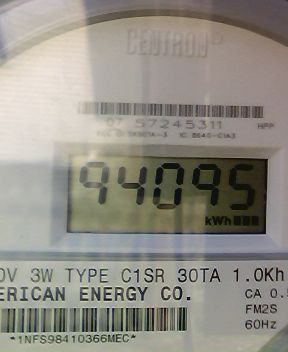 CENTRON®
07 57245311
94095
kWh
0V 3W TYPE C1SR 30TA 1.0Kh
ERICAN ENERGY CO.
CA 0.5
FM2S
60Hz
*1NFS98410366MEC*